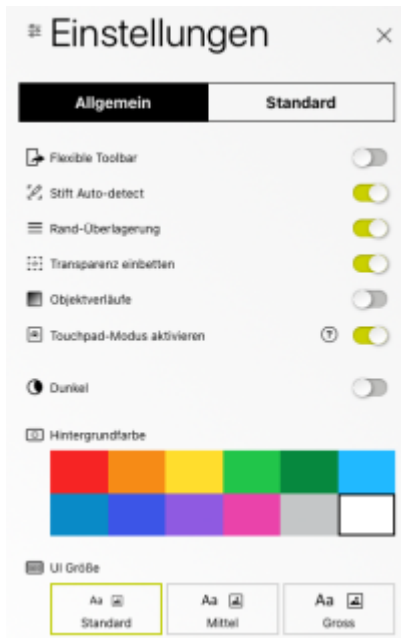 Einstellungen
Allgemein Standard
Flexible Toolbar
Stift Auto-detect
Rand-Überlagerung
Transparenz einbetten
Objektverläufe
Touchpad-Modus aktivieren ?
Dunkel
Hintergrundfarbe
UI Größe
Aa Aa Aa
Standard Mittel Gross